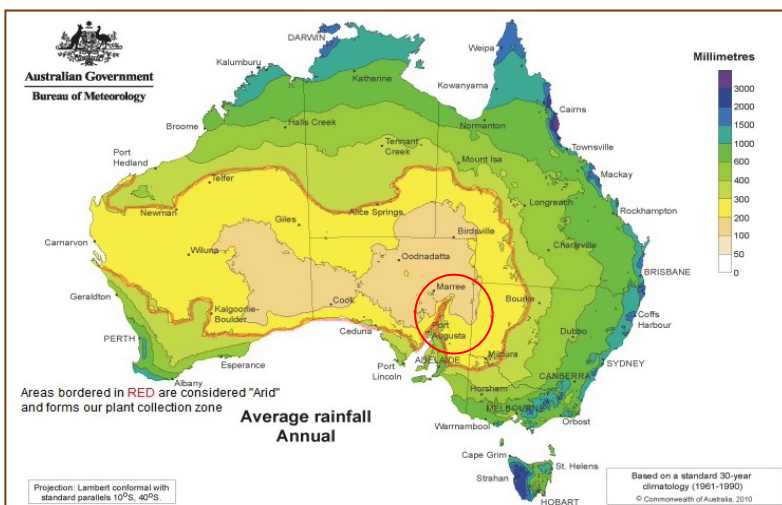 Australian Government
Bureau of Meteorology
DARWIN
Weipa
Kalumburu
Katherine
Kowanyama
Cairns
Broome
Halls Creek
Normanton
Townsville
Port
Hedland
Tennant
Creek
Mount Isa
Mackay
Telfer
Longreach
Rockhampton
Newman
Alice Springs
Giles
Birdsville
Charleville
Carnarvon
Wiluna
Oodnadatta
BRISBANE
Geraldton
Marree
Cook
Bourke
Coffs
Harbour
Kalgoorlie-
Boulder
Ceduna
Port
Augusta
Dubbo
PERTH
Esperance
Port
Lincoln
ADELAIDE
Mildura
SYDNEY
Albany
CANBERRA
Horsham
MELBOURNE
Warrnambool
Orbost
Cape Grim
St. Helens
Strahan
HOBART
Millimetres
3000
2000
1500
1000
600
400
300
200
100
50
0
Areas bordered in RED are considered "Arid"
and forms our plant collection zone
Average rainfall
Annual
Projection: Lambert conformal with
standard parallels 10°S, 40°S.
Based on a standard 30-year
climatology (1961-1990)
© Commonwealth of Australia, 2010